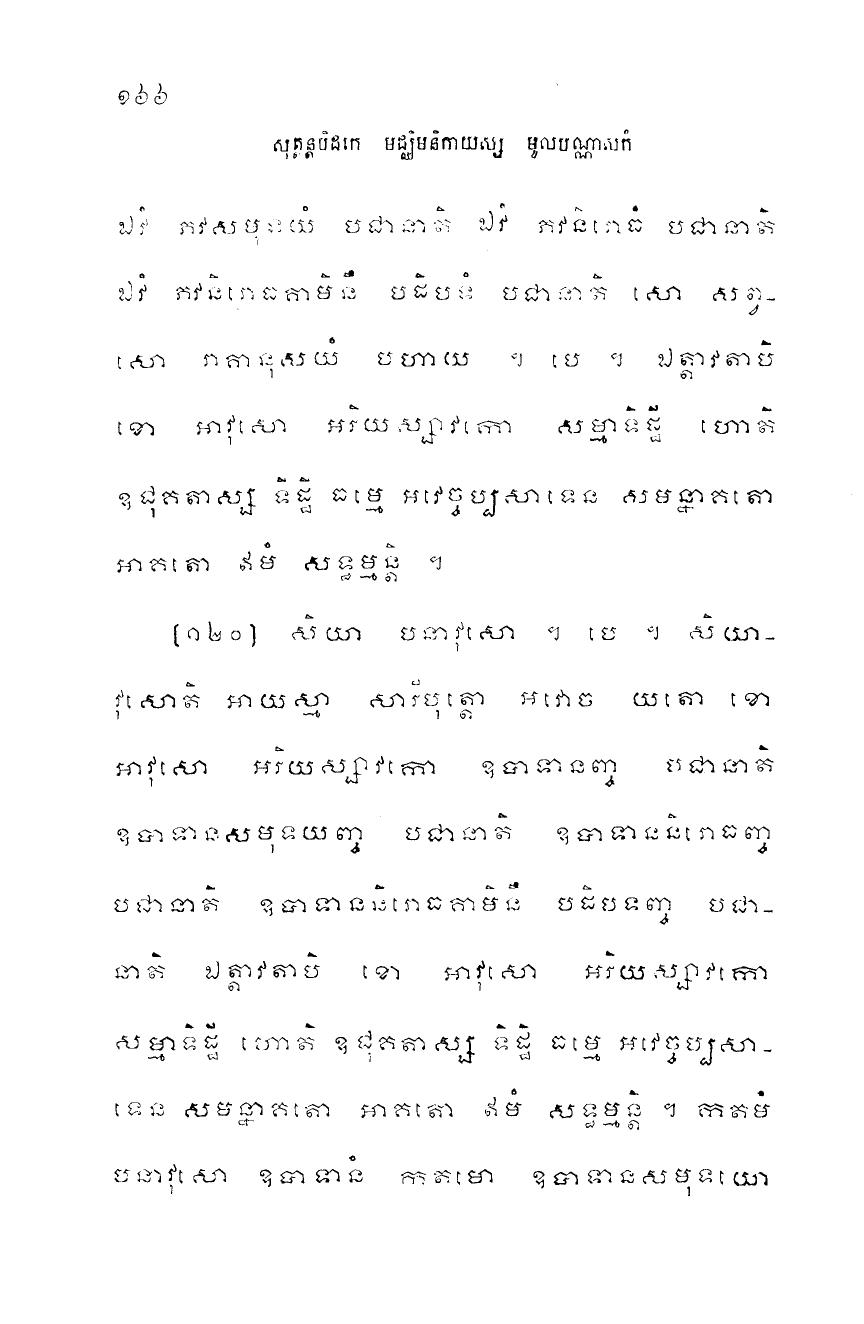 ១៦៦
សុត្តន្តបិដកេ មជ្ឈិមនិកាយស្ស មូលបណ្ណាសកំ
ឯវំ ភវសមុទយំ បជានាតិ ឯវំ ភវនិរោធំ បជានាតិ
ឯវំ ភវនិរោធគាមិនឹ បដិបទំ បជានាតិ សោ សព្វ-
សោ រាគានុសយំ បហាយ ។ បេ ។ ឯត្តាវតាបិ
ខោ អាវុសោ អរិយស្សាវកោ សម្មាទិដ្ឋី ហោតិ
ឧជុគតាស្ស ទិដ្ឋិ ធម្មេ អវេច្ចប្បសាទេន សមន្នាគតោ
អាគតោ ឥមំ សទ្ធម្មន្តិ ។
(១២០) សិយា បនាវុសោ ។ បេ ។ សិយា-
វុសោតិ អាយស្មា សារីបុត្តោ អវោច យតោ ខោ
អាវុសោ អរិយស្សាវកោ ឧបាទានញ្ច បជានាតិ
ឧបាទានសមុទយញ្ច បជានាតិ ឧបាទាននិរោធញ្ច
បជានាតិ ឧបាទាននិរោធគាមិនឹ បដិបទញ្ច បជា-
នាតិ ឯត្តាវតាបិ ខោ អាវុសោ អរិយស្សាវកោ
សម្មាទិដ្ឋី ហោតិ ឧជុគតាស្ស ទិដ្ឋិ ធម្មេ អវេច្ចប្បសា-
ទេន សមន្នាគតោ អាគតោ ឥមំ សទ្ធម្មន្តិ ។ កតមំ
បនាវុសោ ឧបាទានំ កតមោ ឧបាទានសមុទយោ